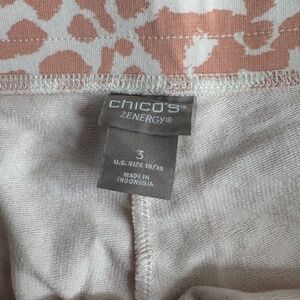 chico's®
ZENERGY®
3
U.S. SIZE 16/18
MADE IN
INDONESIA